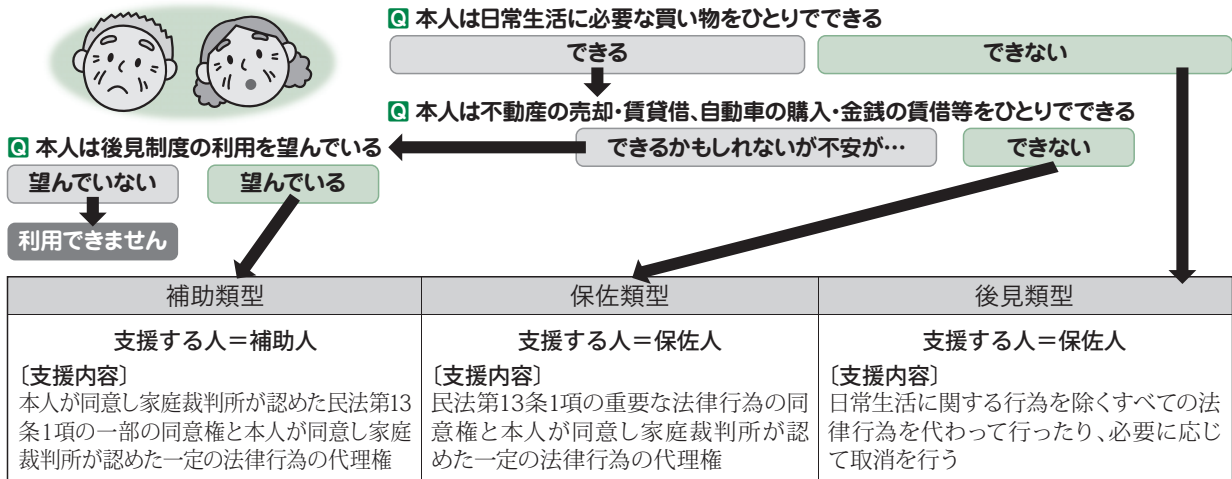 Q 本人は日常生活に必要な買い物をひとりでできる
できる
できない
Q 本人は不動産の売却・賃貸借、自動車の購入・金銭の貸借等をひとりでできる
できるかもしれないが不安が…
できない
Q 本人は後見制度の利用を望んでいる
望んでいない
望んでいる
利用できません
補助類型
支援する人＝補助人
〔支援内容〕
本人が同意し家庭裁判所が認めた民法第13
条1項の一部の同意権と本人が同意し家庭
裁判所が認めた一定の法律行為の代理権
保佐類型
支援する人＝保佐人
〔支援内容〕
民法第13条1項の重要な法律行為の同
意権と本人が同意し家庭裁判所が認
めた一定の法律行為の代理権
後見類型
支援する人＝保佐人
〔支援内容〕
日常生活に関する行為を除くすべての法
律行為を代わって行ったり、必要に応じ
て取消を行う